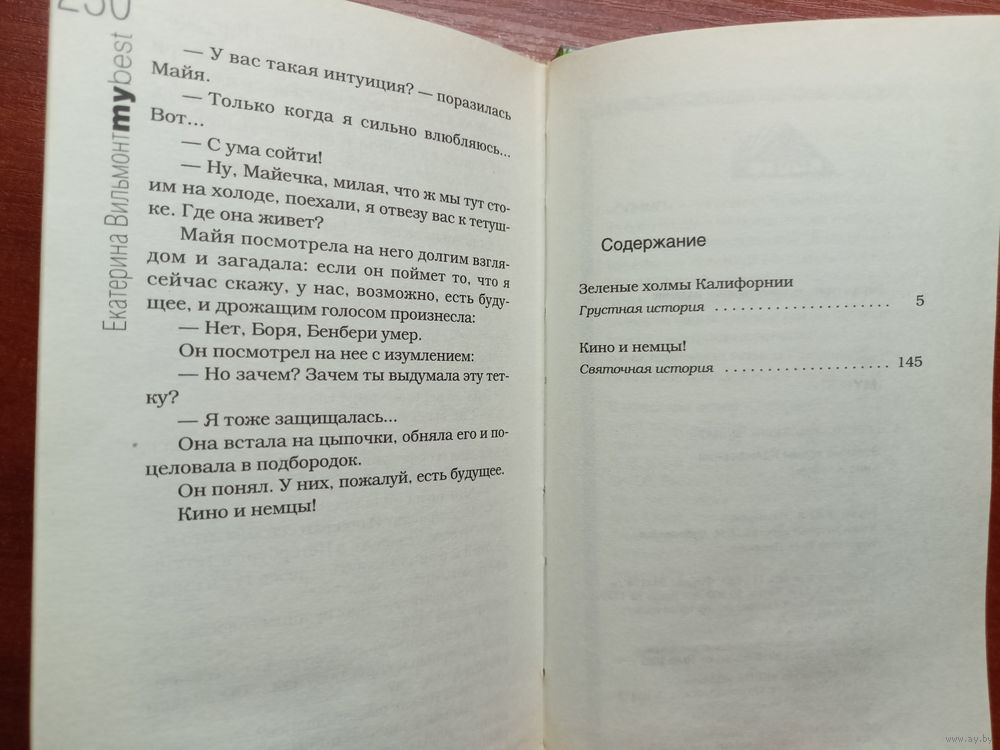 250
Екатерина Вильмонт mybest
— У вас такая интуиция? — поразилась
Майя.
— Только когда я сильно влюбляюсь...
Вот...
— С ума сойти!
— Ну, Майечка, милая, что ж мы тут сто-
им на холоде, поехали, я отвезу вас к тетуш-
ке. Где она живет?
Майя посмотрела на него долгим взгля-
дом и загадала: если он поймет то, что я
сейчас скажу, у нас, возможно, есть буду-
щее, и дрожащим голосом произнесла:
— Нет, Боря, Бенбери умер.
Он посмотрел на нее с изумлением:
— Но зачем? Зачем ты выдумала эту тет-
ку?
— Я тоже защищалась...
Она встала на цыпочки, обняла его и по-
целовала в подбородок.
Он понял. У них, пожалуй, есть будущее.
Кино и немцы!
Содержание
Зеленые холмы Калифорнии
Грустная история . . . . . . . . . . . . . . . . . . . 5
Кино и немцы!
Святочная история . . . . . . . . . . . . . . . . . . 145
www.ay.by